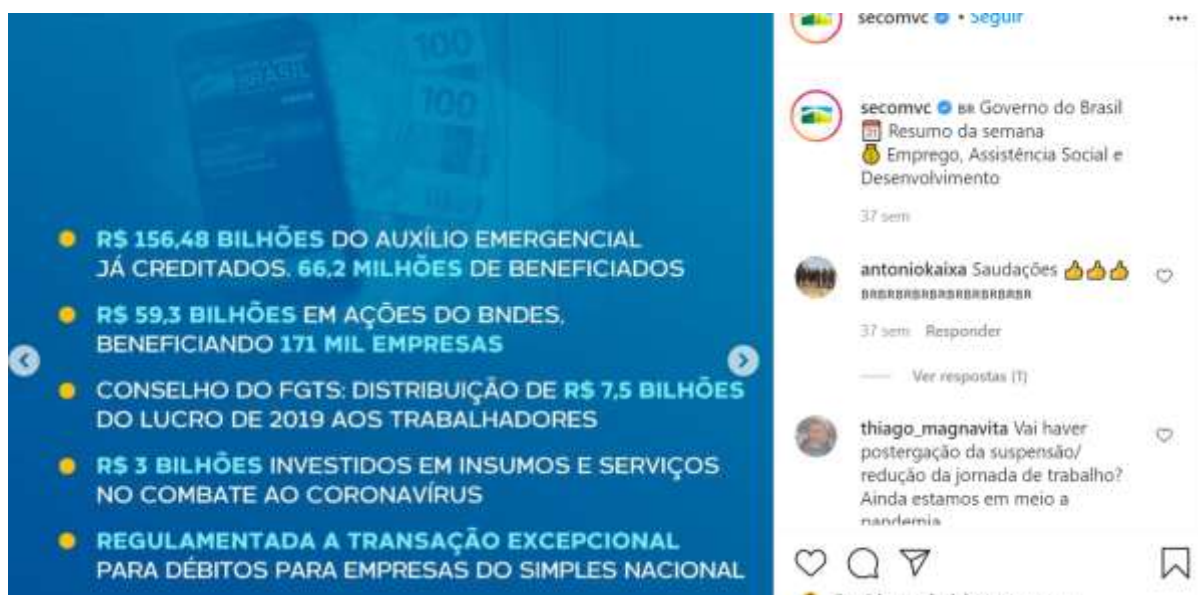 BRASIL
100
100
R$ 156,48 BILHÕES DO AUXÍLIO EMERGENCIAL
JÁ CREDITADOS. 66,2 MILHÕES DE BENEFICIADOS
R$ 59,3 BILHÕES EM AÇÕES DO BNDES,
BENEFICIANDO 171 MIL EMPRESAS
CONSELHO DO FGTS: DISTRIBUIÇÃO DE R$ 7,5 BILHÕES
DO LUCRO DE 2019 AOS TRABALHADORES
R$ 3 BILHÕES INVESTIDOS EM INSUMOS E SERVIÇOS
NO COMBATE AO CORONAVÍRUS
REGULAMENTADA A TRANSAÇÃO EXCEPCIONAL
PARA DÉBITOS PARA EMPRESAS DO SIMPLES NACIONAL
secomvc • Seguir
secomvc BR Governo do Brasil
Resumo da semana
Emprego, Assistência Social e
Desenvolvimento
37 sem
antoniokaixa Saudações 👍👍👍
37 sem Responder
Ver respostas (1)
thiago_magnavita Vai haver
postergação da suspensão/
redução da jornada de trabalho?
Ainda estamos em meio a
pandemia